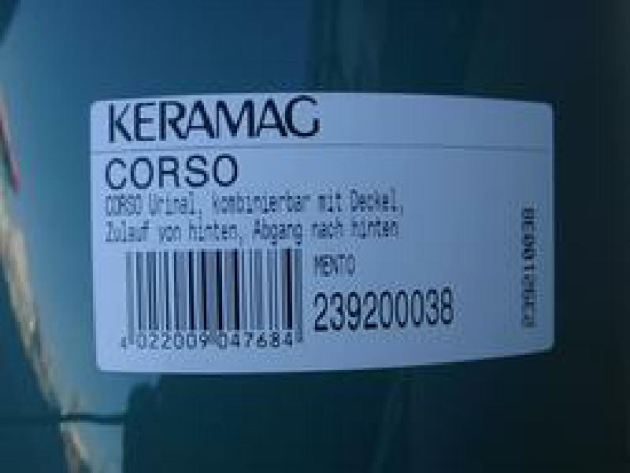 KERAMAG
CORSO
CORSO Urinal, kombinierbar mit Deckel,
Zulauf von hinten, Abgang nach hinten
MENTO
239200038
4 022009 047684